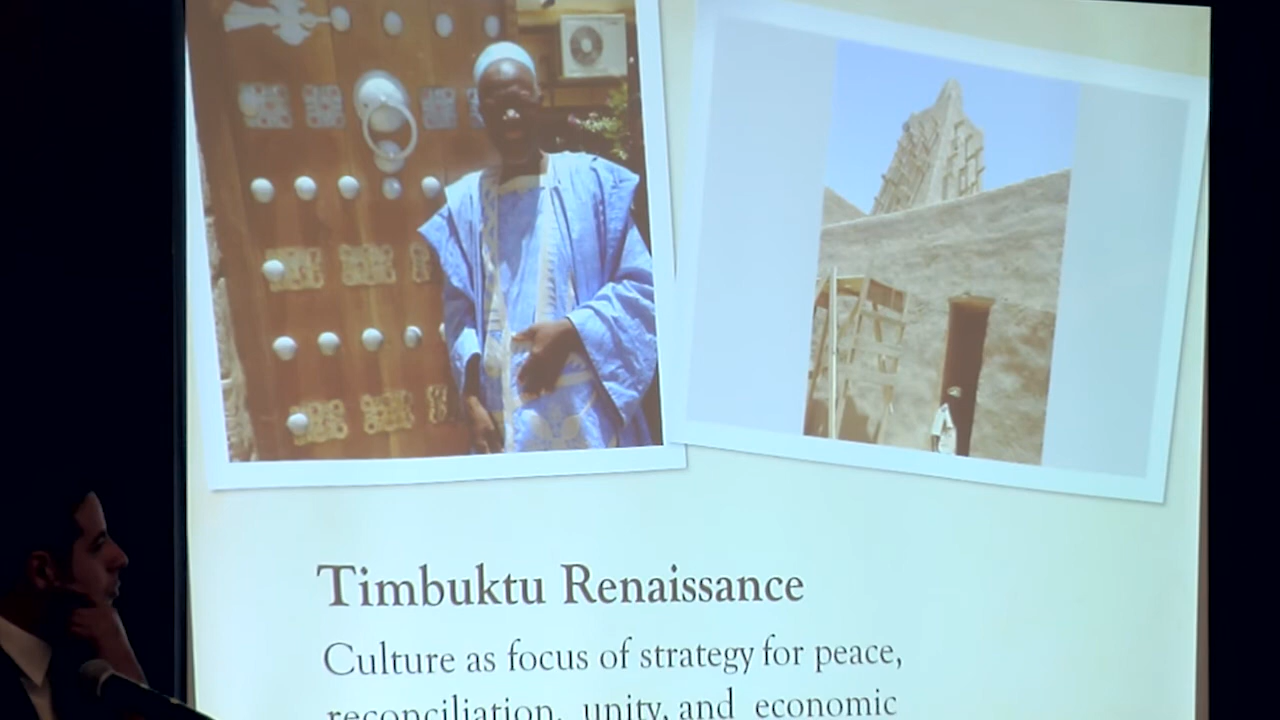 Timbuktu Renaissance
Culture as focus of strategy for peace,
reconciliation, unity, and economic